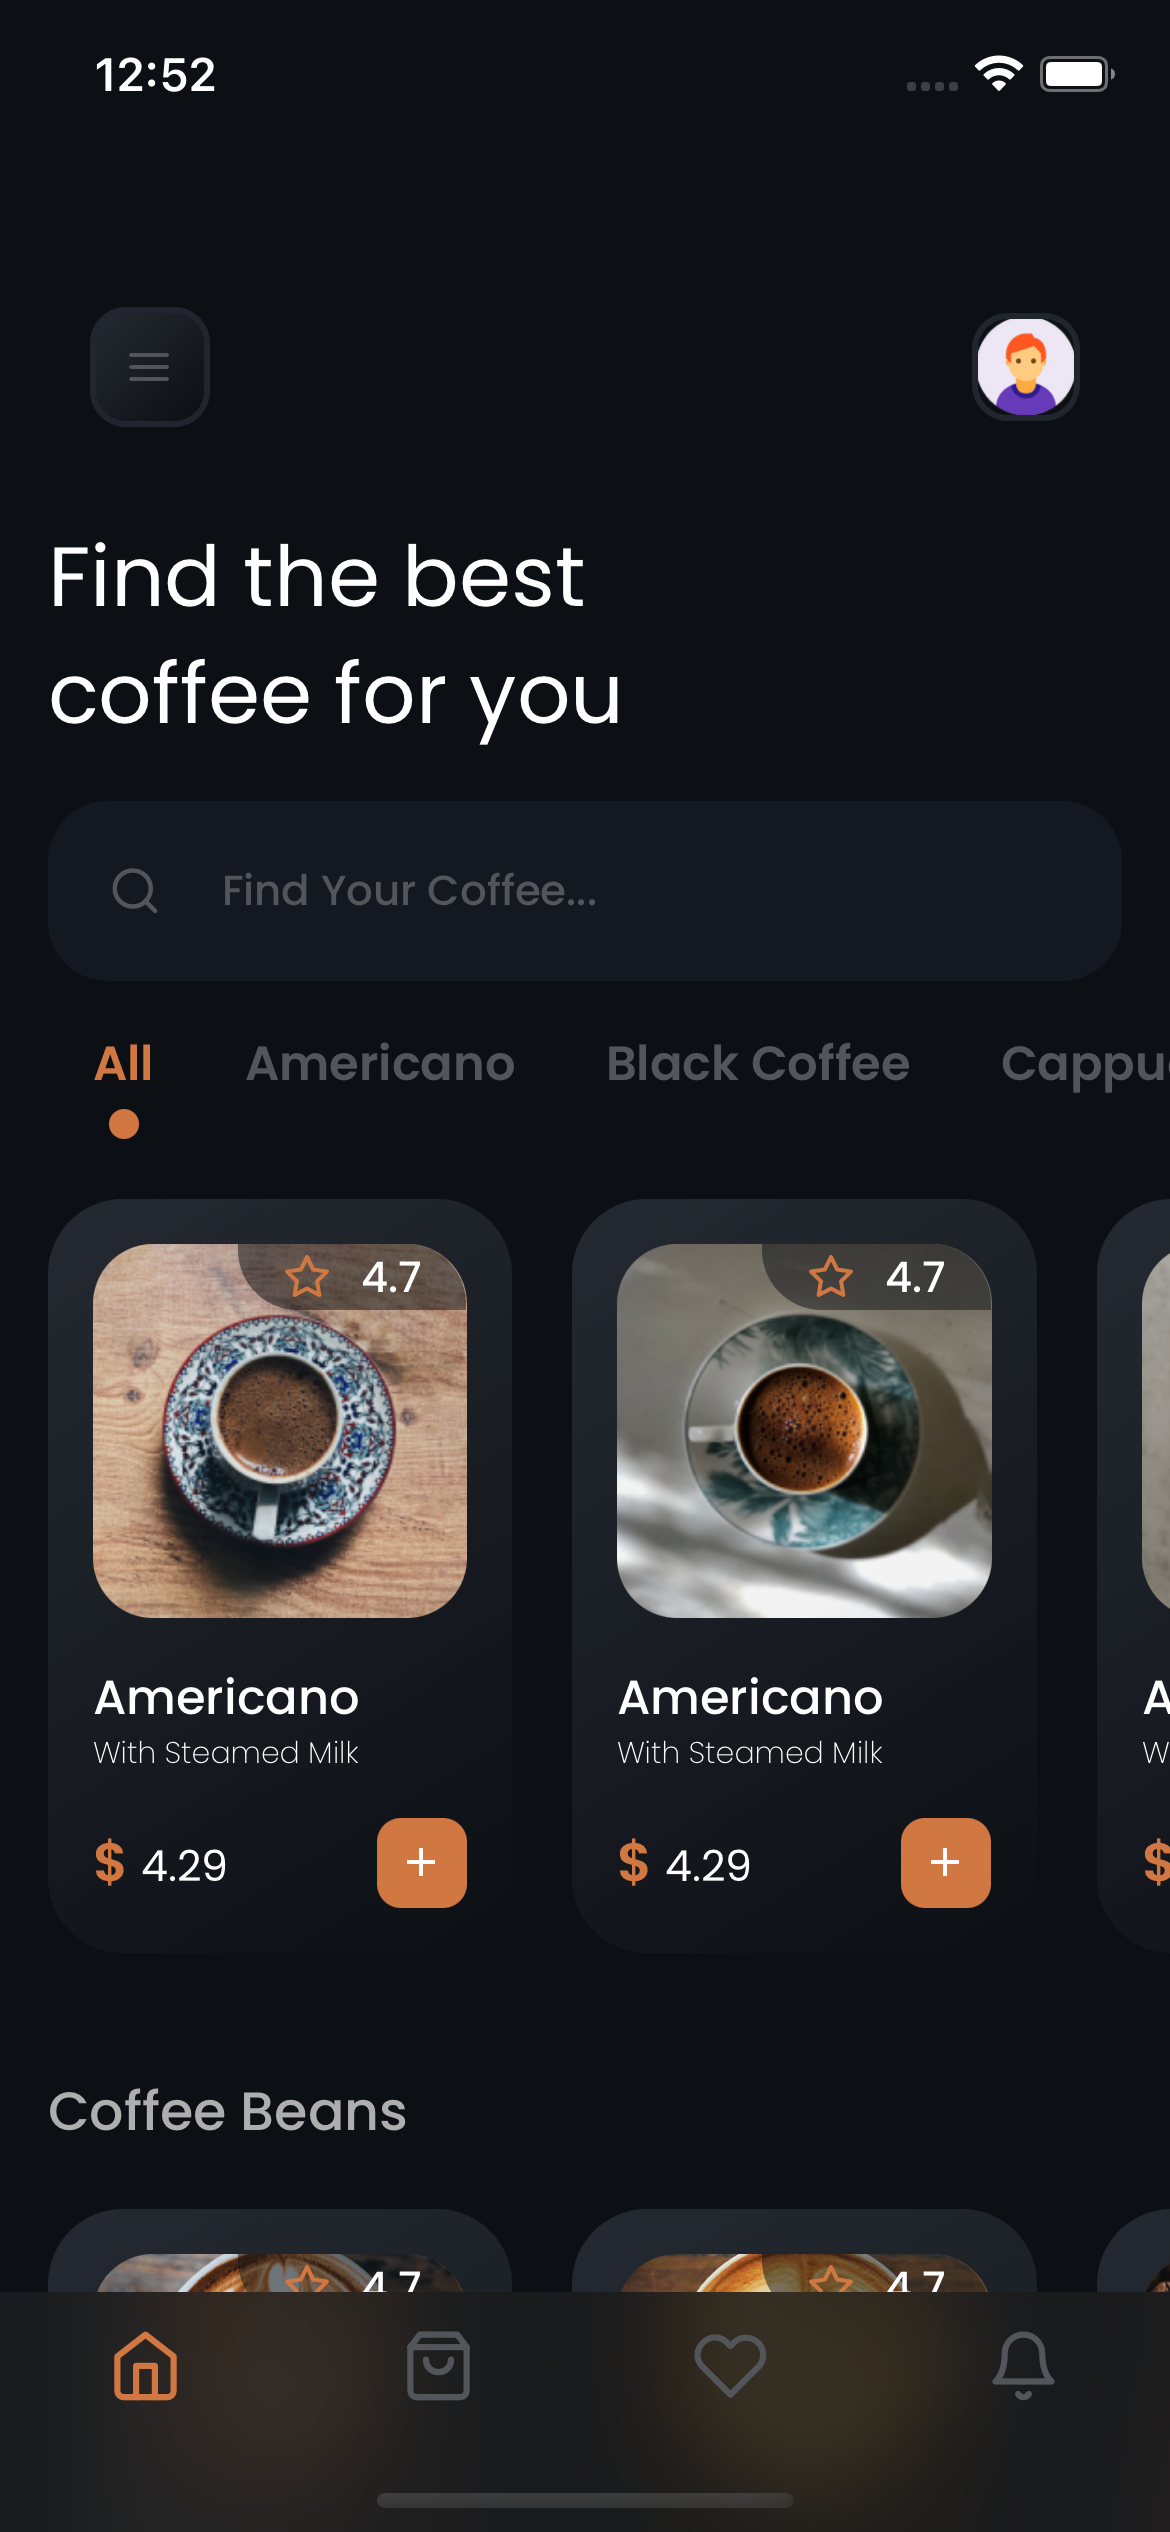 12:52
Find the best
coffee for you
Find Your Coffee...
All Americano Black Coffee
4.7 4.7
Americano Americano
With Steamed Milk With Steamed Milk
$ 4.29 + $ 4.29 + $
Coffee Beans
4.7 4.7